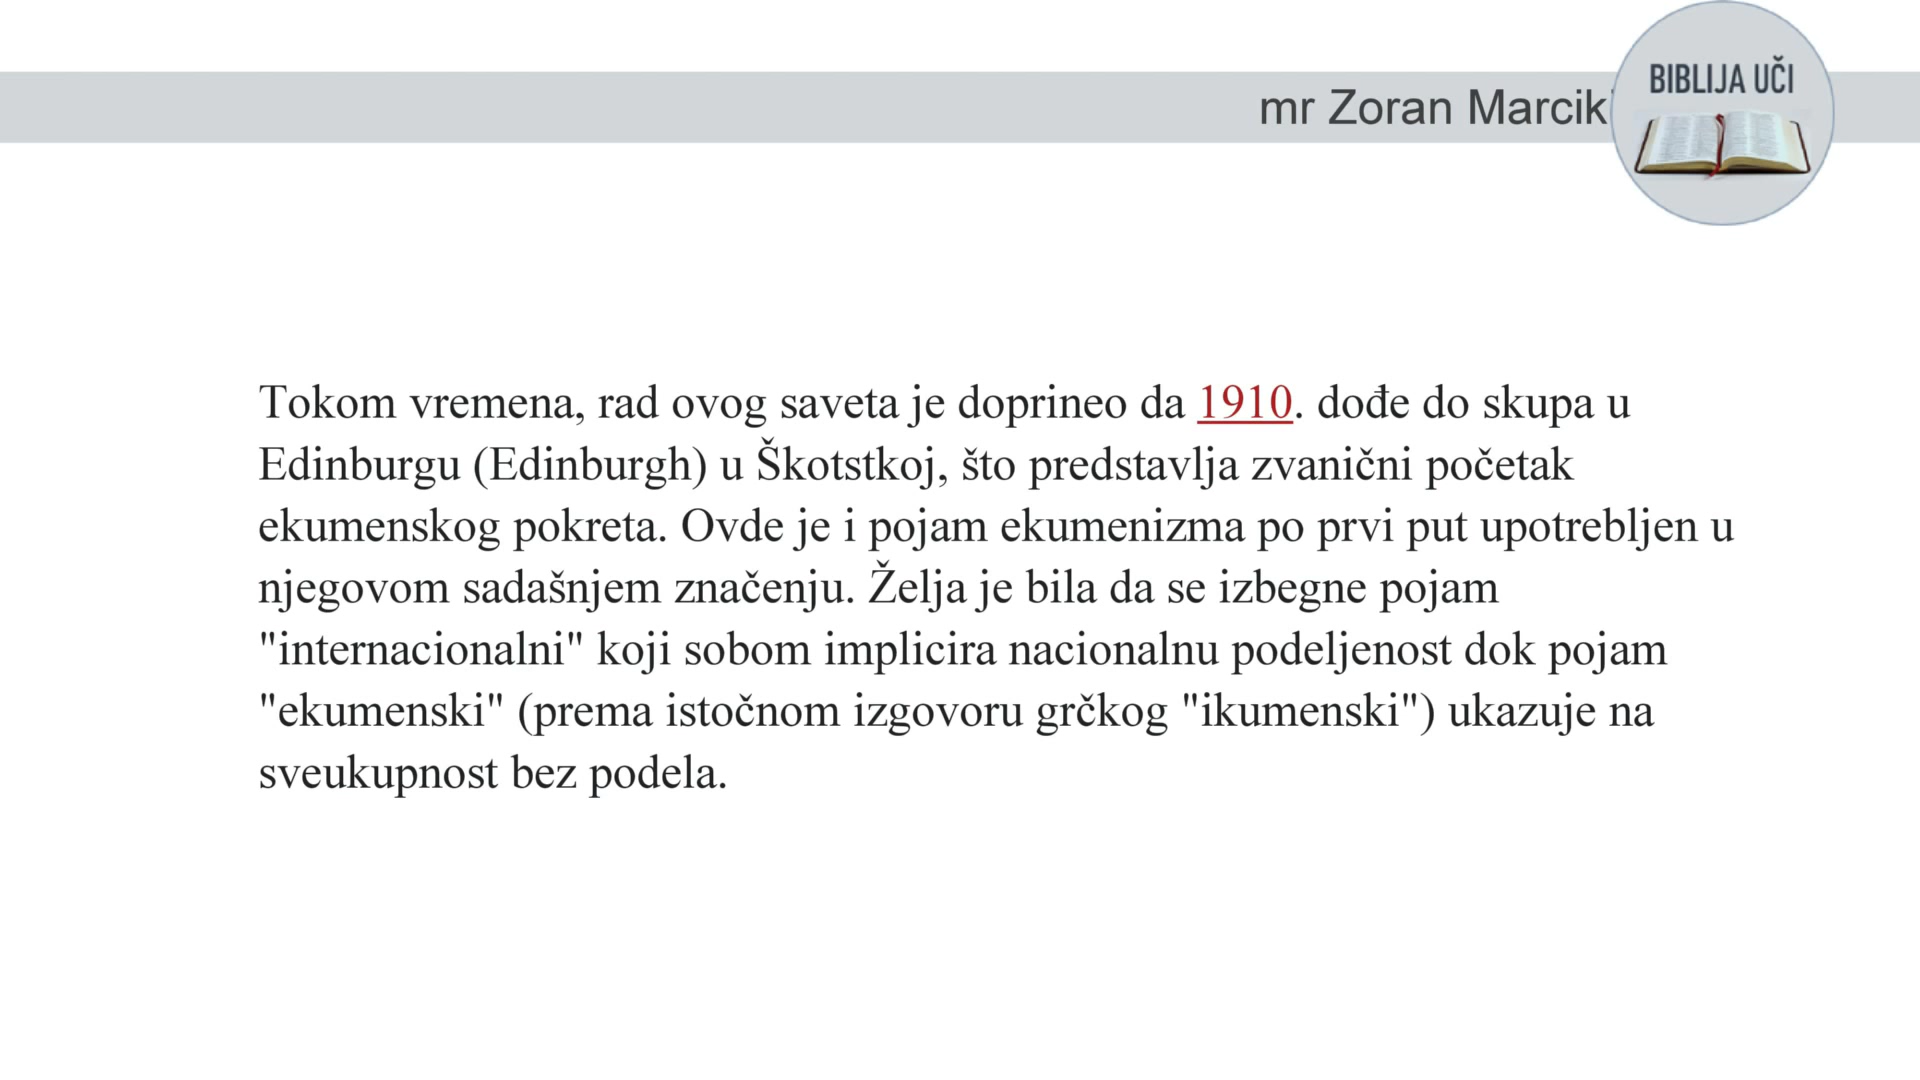 BIBLIJA UČI
mr Zoran Marcik
Tokom vremena, rad ovog saveta je doprineo da 1910. dođe do skupa u
Edinburgu (Edinburgh) u Škotstkoj, što predstavlja zvanični početak
ekumenskog pokreta. Ovde je i pojam ekumenizma po prvi put upotrebljen u
njegovom sadašnjem značenju. Želja je bila da se izbegne pojam
"internacionalni" koji sobom implicira nacionalnu podeljenost dok pojam
"ekumenski" (prema istočnom izgovoru grčkog "ikumenski") ukazuje na
sveukupnost bez podela.